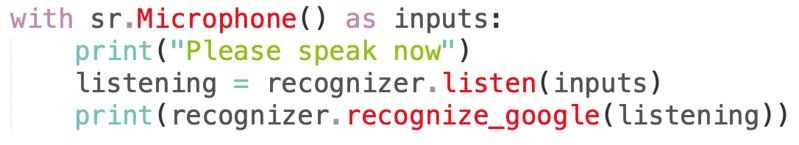 with sr.Microphone() as inputs:
    print("Please speak now")
    listening = recognizer.listen(inputs)
    print(recognizer.recognize_google(listening))